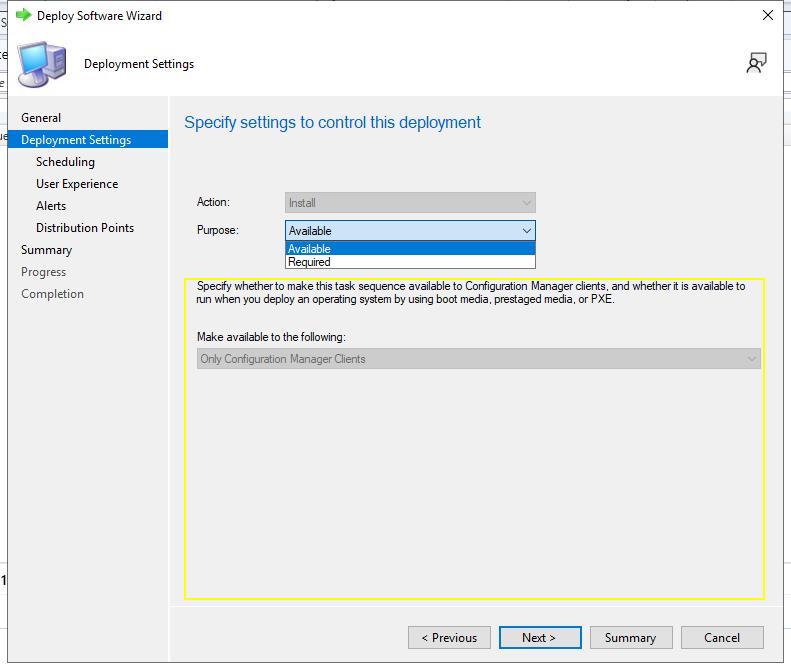 Deploy Software Wizard
Deployment Settings
General
Deployment Settings
Scheduling
User Experience
Alerts
Distribution Points
Summary
Progress
Completion
Specify settings to control this deployment
Action:
Install
Purpose:
Available
Available
Required
Specify whether to make this task sequence available to Configuration Manager clients, and whether it is available to
run when you deploy an operating system by using boot media, prestaged media, or PXE.
Make available to the following:
Only Configuration Manager Clients
< Previous
Next >
Summary
Cancel